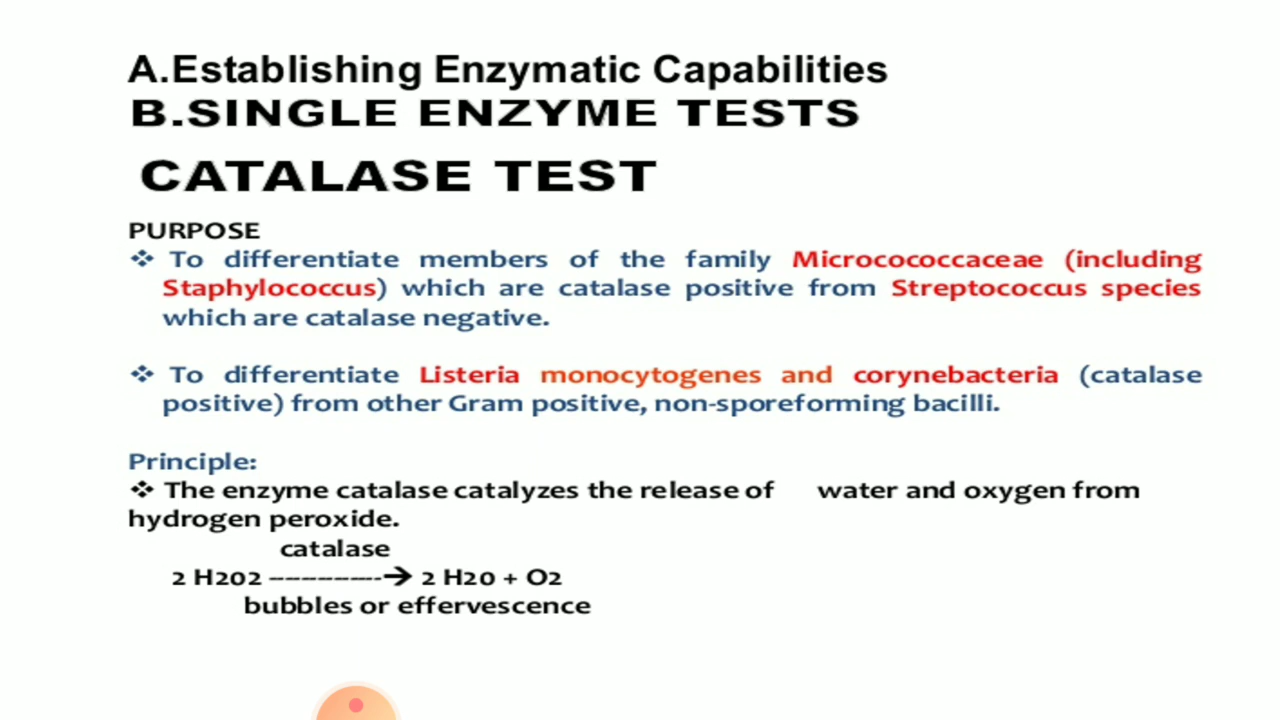 A.Establishing Enzymatic Capabilities
B.SINGLE ENZYME TESTS
CATALASE TEST
PURPOSE
❖ To differentiate members of the family Micrococcaceae (including
Staphylococcus) which are catalase positive from Streptococcus species
which are catalase negative.
❖ To differentiate Listeria monocytogenes and corynebacteria (catalase
positive) from other Gram positive, non-sporeforming bacilli.
Principle:
❖ The enzyme catalase catalyzes the release of water and oxygen from
hydrogen peroxide.
catalase
2 H2O2 -------------→ 2 H2O + O2
bubbles or effervescence